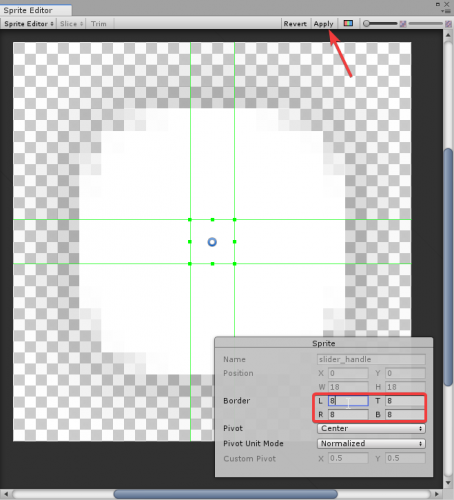 Sprite Editor
Sprite Editor Slice Trim Revert Apply
Sprite
Name slider_handle
Position X 0 Y 0
W 18 H 18
Border L 8 T 8
R 8 B 8
Pivot Center
Pivot Unit Mode Normalized
Custom Pivot X 0.5 Y 0.5